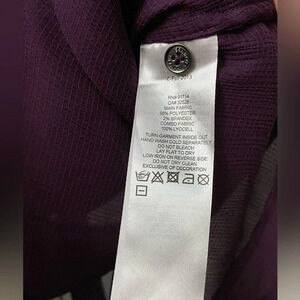 RN# 91714
CA# 32528
MAIN FABRIC
98% POLYESTER
2% SPANDEX
COMBO FABRIC
100% LYOCELL
TURN GARMENT INSIDE OUT
HAND WASH COLD SEPARATELY
DO NOT BLEACH
LAY FLAT TO DRY
LOW IRON ON REVERSE SIDE
DO NOT DRY CLEAN
EXCLUSIVE OF DECORATION